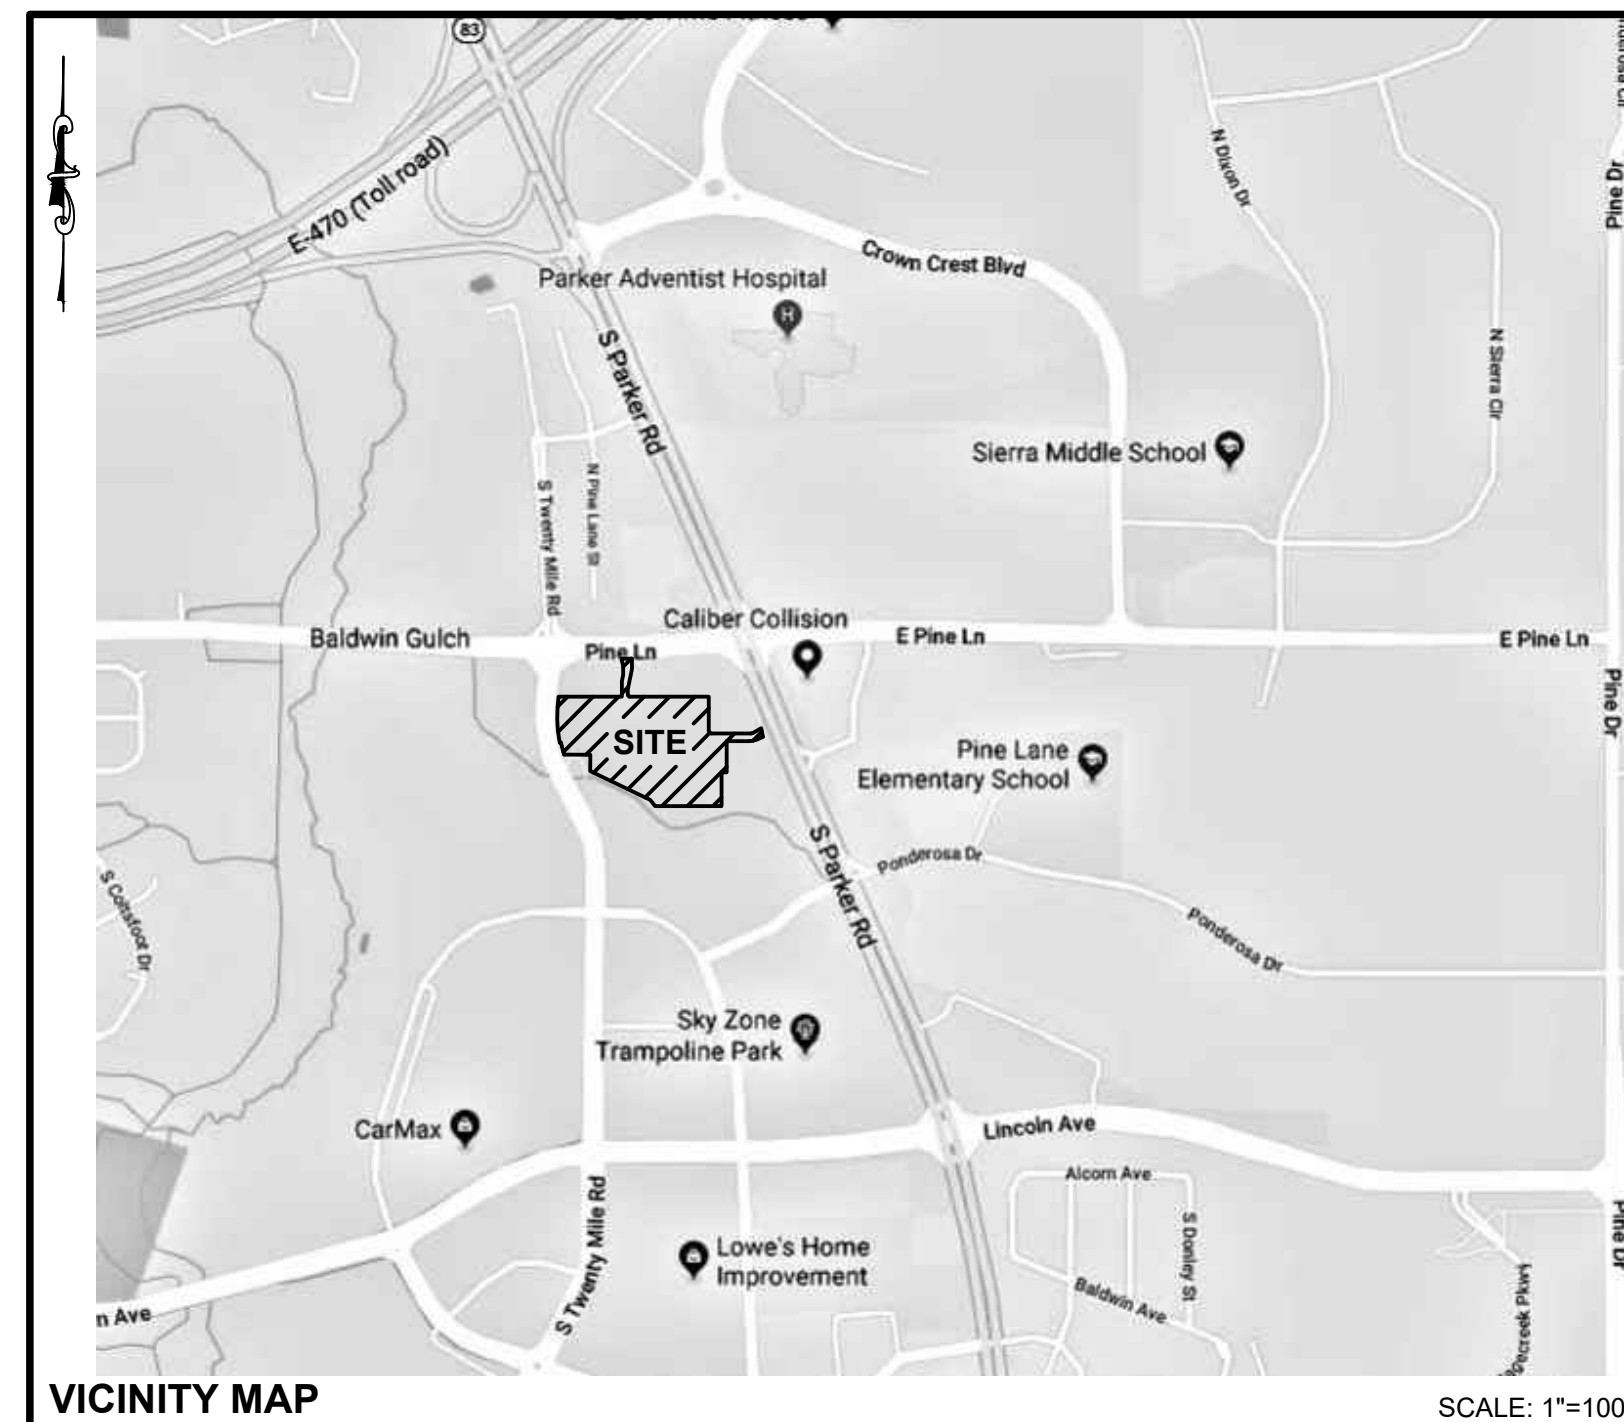 83
E-470 (Toll road)
N Dixon Dr
Pine Dr
Crown Crest Blvd
Parker Adventist Hospital
H
S Parker Rd
N Sierra Cir
Sierra Middle School
S Twenty Mile Rd
N Pine Lane St
Caliber Collision
Baldwin Gulch
Pine Ln
E Pine Ln
E Pine Ln
Pine Dr
SITE
Pine Lane
Elementary School
S Parker Rd
Ponderosa Dr
S Coltsfoot Dr
Ponderosa Dr
Sky Zone
Trampoline Park
CarMax
Lincoln Ave
Alcorn Ave
S Twenty Mile Rd
S Donley St
Pine Dr
Lowe's Home
Improvement
Baldwin Ave
n Ave
ecreek Pkwy
VICINITY MAP
SCALE: 1"=100